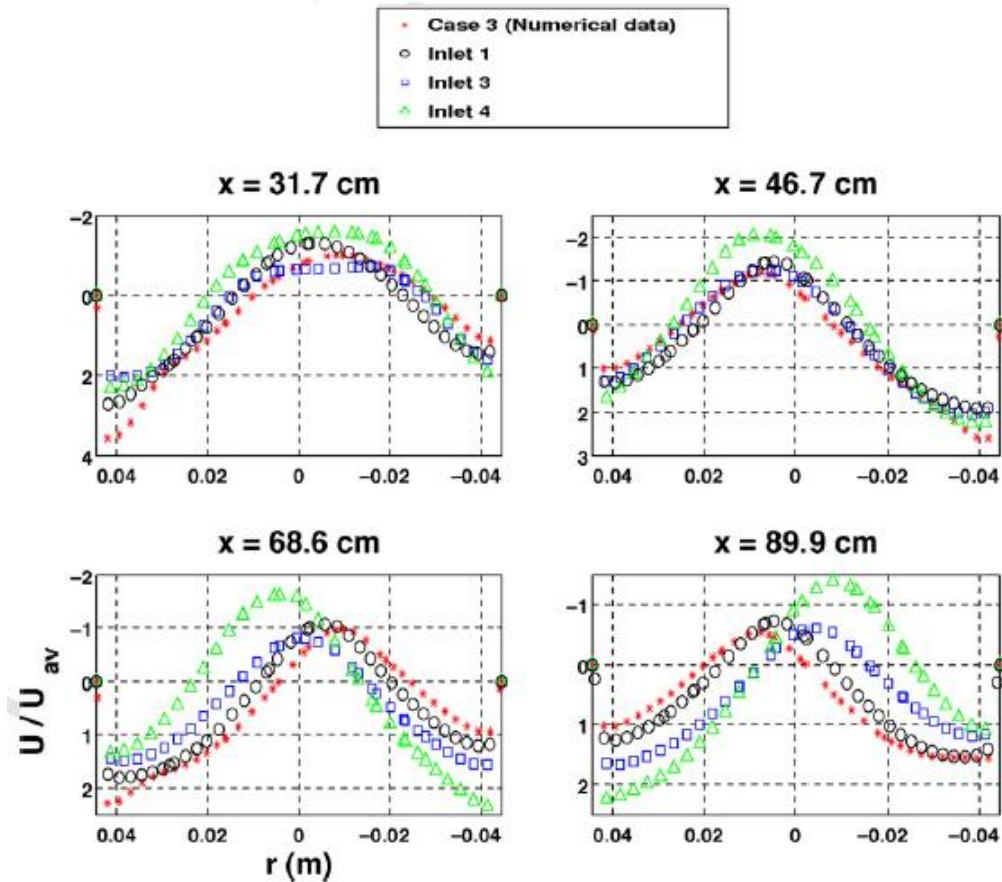 Case 3 (Numerical data)
Inlet 1
Inlet 3
Inlet 4
x = 31.7 cm
x = 46.7 cm
−2
0
2
4
0.04 0.02 0 −0.02 −0.04
−2
−1
0
1
2
3
0.04 0.02 0 −0.02 −0.04
x = 68.6 cm
x = 89.9 cm
−2
−1
0
1
2
0.04 0.02 0 −0.02 −0.04
−1
0
1
2
0.04 0.02 0 −0.02 −0.04
U / U av
r (m)